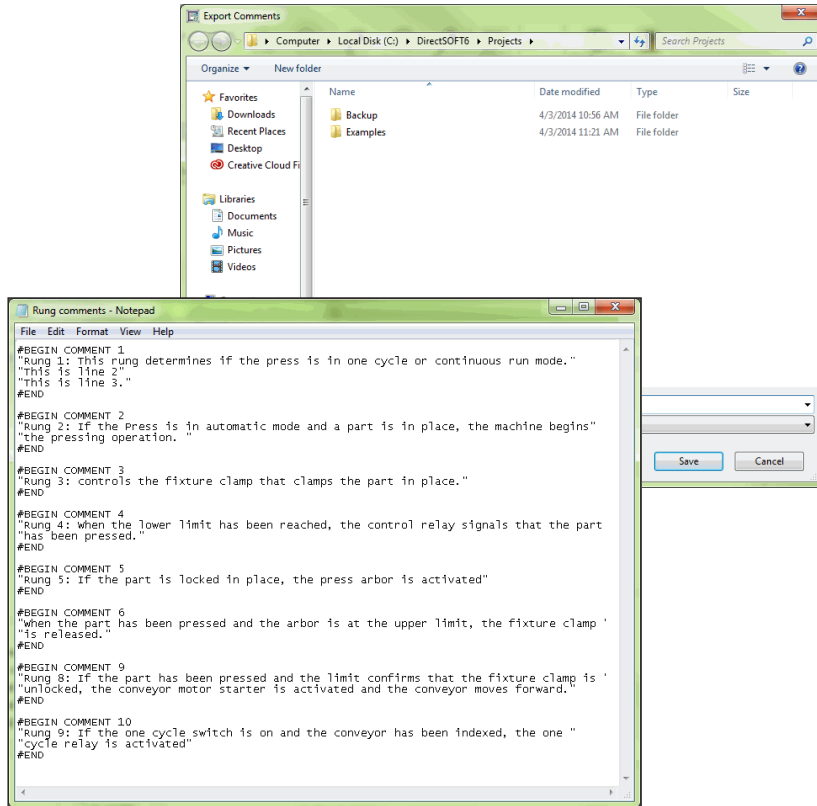 Export Comments
Computer Local Disk (C:) DirectSOFT6 Projects
Search Projects
Organize New folder
Name Date modified Type Size
Favorites
Downloads
Recent Places
Desktop
Creative Cloud Fi
Libraries
Documents
Music
Pictures
Videos
Backup 4/3/2014 10:56 AM File folder
Examples 4/3/2014 11:21 AM File folder
Save Cancel
Rung comments - Notepad
File Edit Format View Help
#BEGIN COMMENT 1
"Rung 1: This rung determines if the press is in one cycle or continuous run mode."
"This is line 2"
"This is line 3."
#END
#BEGIN COMMENT 2
"Rung 2: If the Press is in automatic mode and a part is in place, the machine begins"
"the pressing operation. "
#END
#BEGIN COMMENT 3
"Rung 3: controls the fixture clamp that clamps the part in place."
#END
#BEGIN COMMENT 4
"Rung 4: When the lower limit has been reached, the control relay signals that the part
"has been pressed."
#END
#BEGIN COMMENT 5
"Rung 5: If the part is locked in place, the press arbor is activated"
#END
#BEGIN COMMENT 6
"When the part has been pressed and the arbor is at the upper limit, the fixture clamp '
"is released."
#END
#BEGIN COMMENT 9
"Rung 8: If the part has been pressed and the limit confirms that the fixture clamp is '
"unlocked, the conveyor motor starter is activated and the conveyor moves forward."
#END
#BEGIN COMMENT 10
"Rung 9: If the one cycle switch is on and the conveyor has been indexed, the one "
"cycle relay is activated"
#END